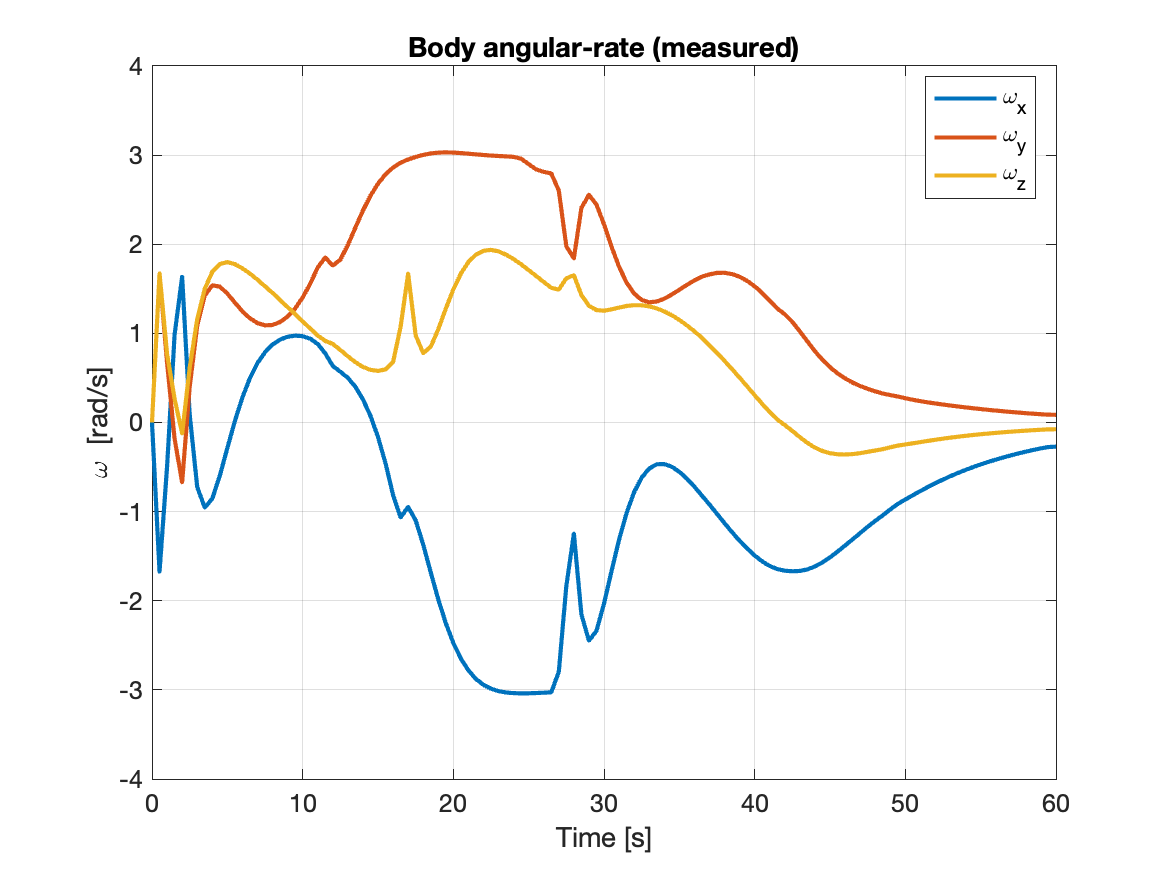 Body angular-rate (measured)
4
3
2
1
0
-1
-2
-3
-4
ω [rad/s]
ωx
ωy
ωz
0 10 20 30 40 50 60
Time [s]